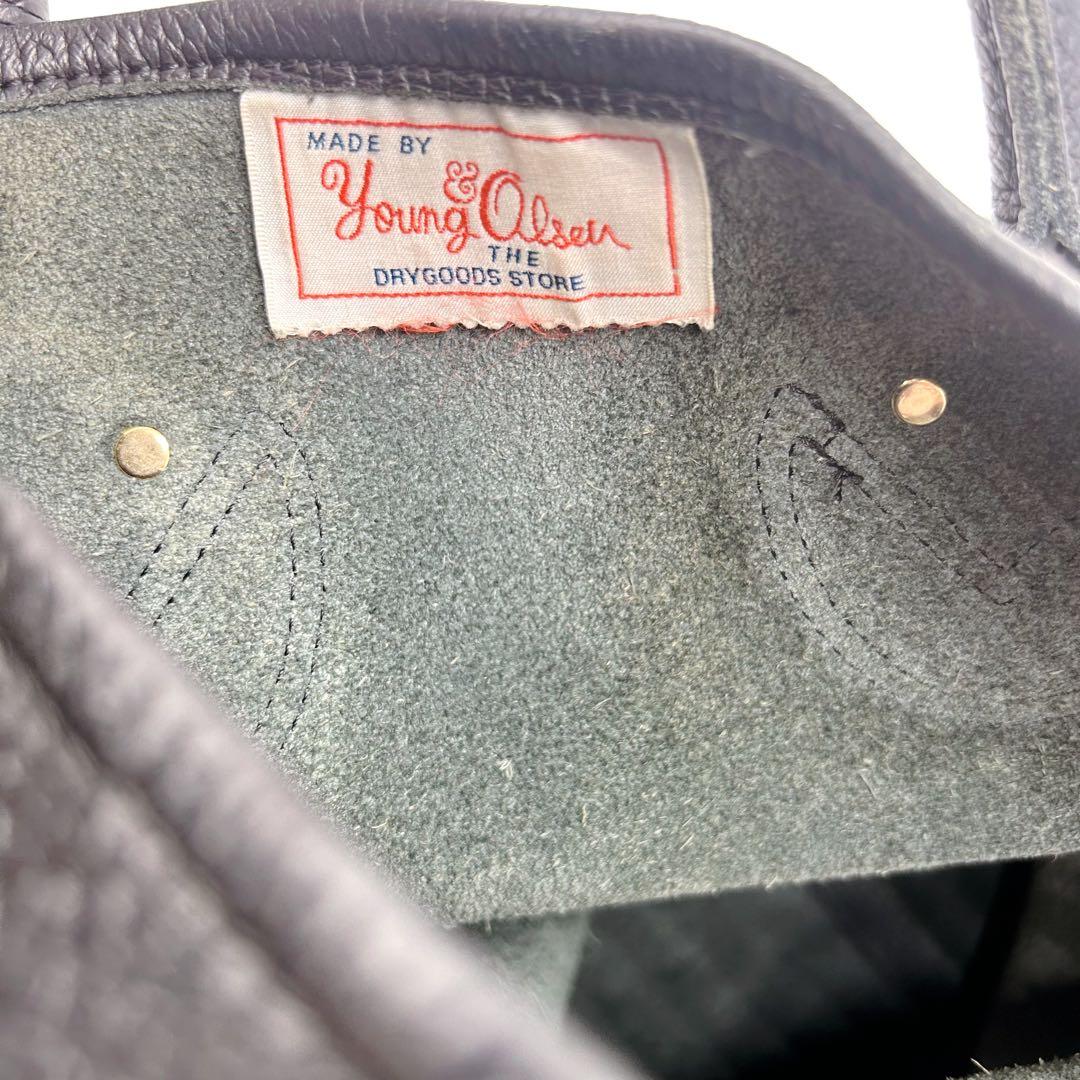 MADE BY
Young & Olsen
THE
DRYGOODS STORE